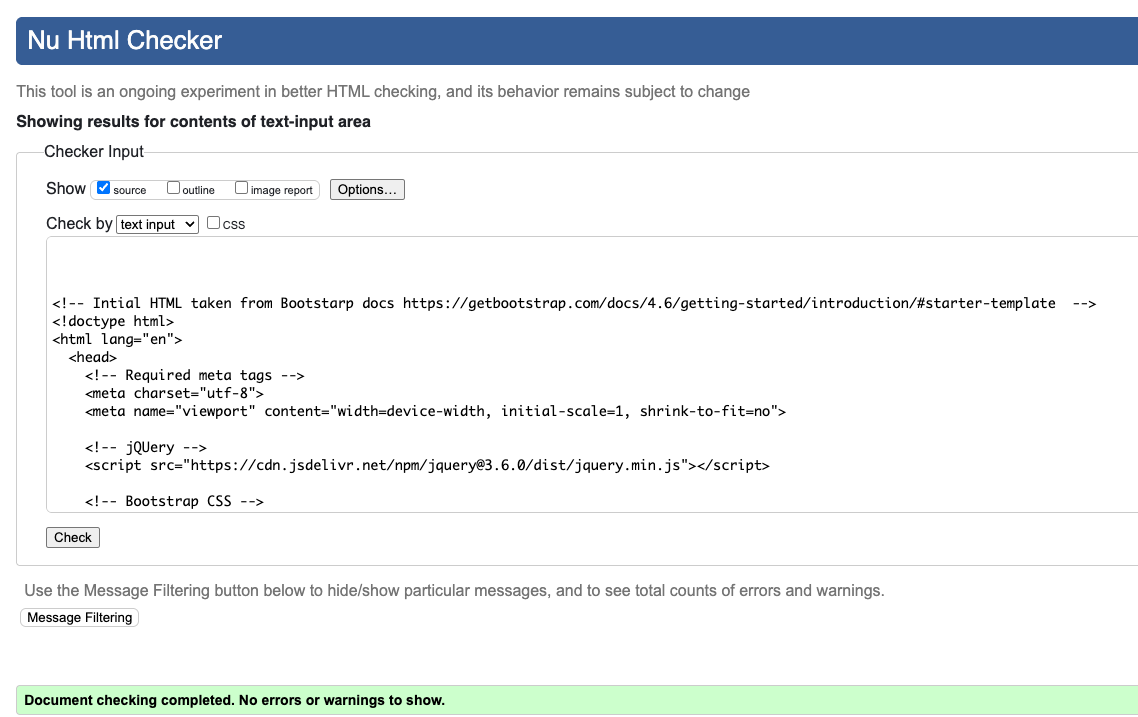 Nu Html Checker
This tool is an ongoing experiment in better HTML checking, and its behavior remains subject to change
Showing results for contents of text-input area
Checker Input
Show source outline image report Options...
Check by text input CSS
<!-- Intial HTML taken from Bootstarp docs https://getbootstrap.com/docs/4.6/getting-started/introduction/#starter-template  -->
<!doctype html>
<html lang="en">
  <head>
    <!-- Required meta tags -->
    <meta charset="utf-8">
    <meta name="viewport" content="width=device-width, initial-scale=1, shrink-to-fit=no">
    <!-- jQUery -->
    <script src="https://cdn.jsdelivr.net/npm/jquery@3.6.0/dist/jquery.min.js"></script>
    <!-- Bootstrap CSS -->
Check
Use the Message Filtering button below to hide/show particular messages, and to see total counts of errors and warnings.
Message Filtering
Document checking completed. No errors or warnings to show.